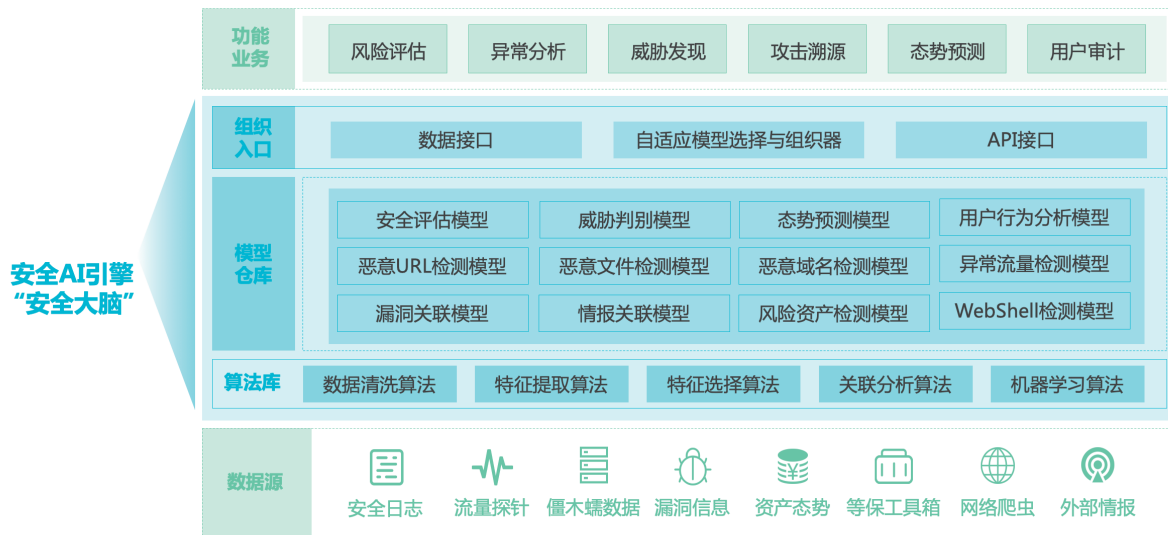 功能
业务
风险评估
异常分析
威胁发现
攻击溯源
态势预测
用户审计
组织
入口
数据接口
自适应模型选择与组织器
API接口
安全AI引擎
“安全大脑”
模型
仓库
安全评估模型
威胁判别模型
态势预测模型
用户行为分析模型
恶意URL检测模型
恶意文件检测模型
恶意域名检测模型
异常流量检测模型
漏洞关联模型
情报关联模型
风险资产检测模型
WebShell检测模型
算法库
数据清洗算法
特征提取算法
特征选择算法
关联分析算法
机器学习算法
数据源
安全日志
流量探针
僵木蠕数据
漏洞信息
资产态势
等保工具箱
网络爬虫
外部情报